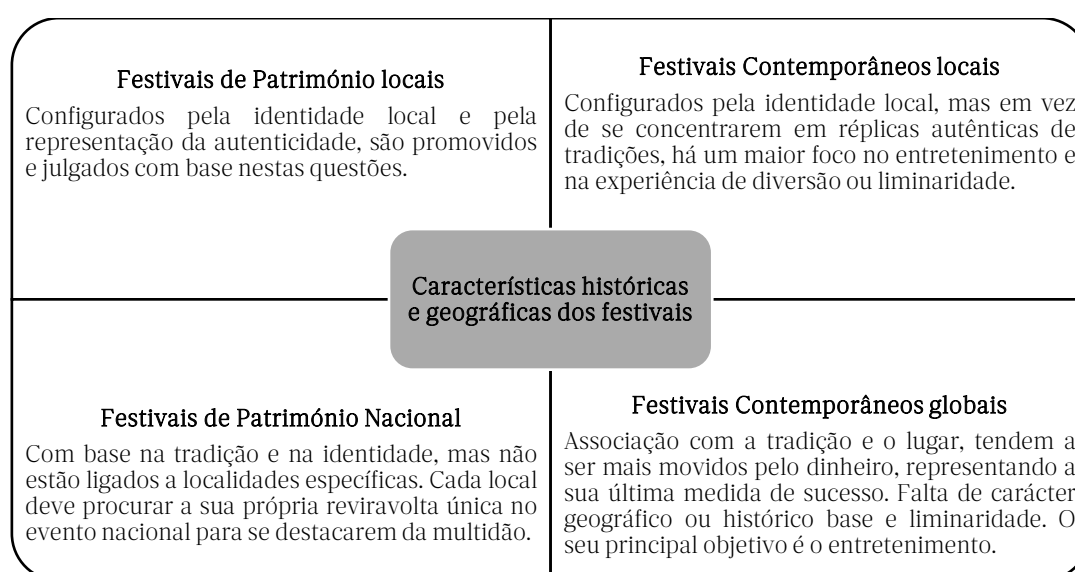 Festivais de Património locais
Configurados pela identidade local e pela
representação da autenticidade, são promovidos
e julgados com base nestas questões.
Festivais Contemporâneos locais
Configurados pela identidade local, mas em vez
de se concentrarem em réplicas autênticas de
tradições, há um maior foco no entretenimento e
na experiência de diversão ou liminaridade.
Características históricas
e geográficas dos festivais
Festivais de Património Nacional
Com base na tradição e na identidade, mas não
estão ligados a localidades específicas. Cada local
deve procurar a sua própria reviravolta única no
evento nacional para se destacarem da multidão.
Festivais Contemporâneos globais
Associação com a tradição e o lugar, tendem a
ser mais movidos pelo dinheiro, representando a
sua última medida de sucesso. Falta de carácter
geográfico ou histórico base e liminaridade. O
seu principal objetivo é o entretenimento.